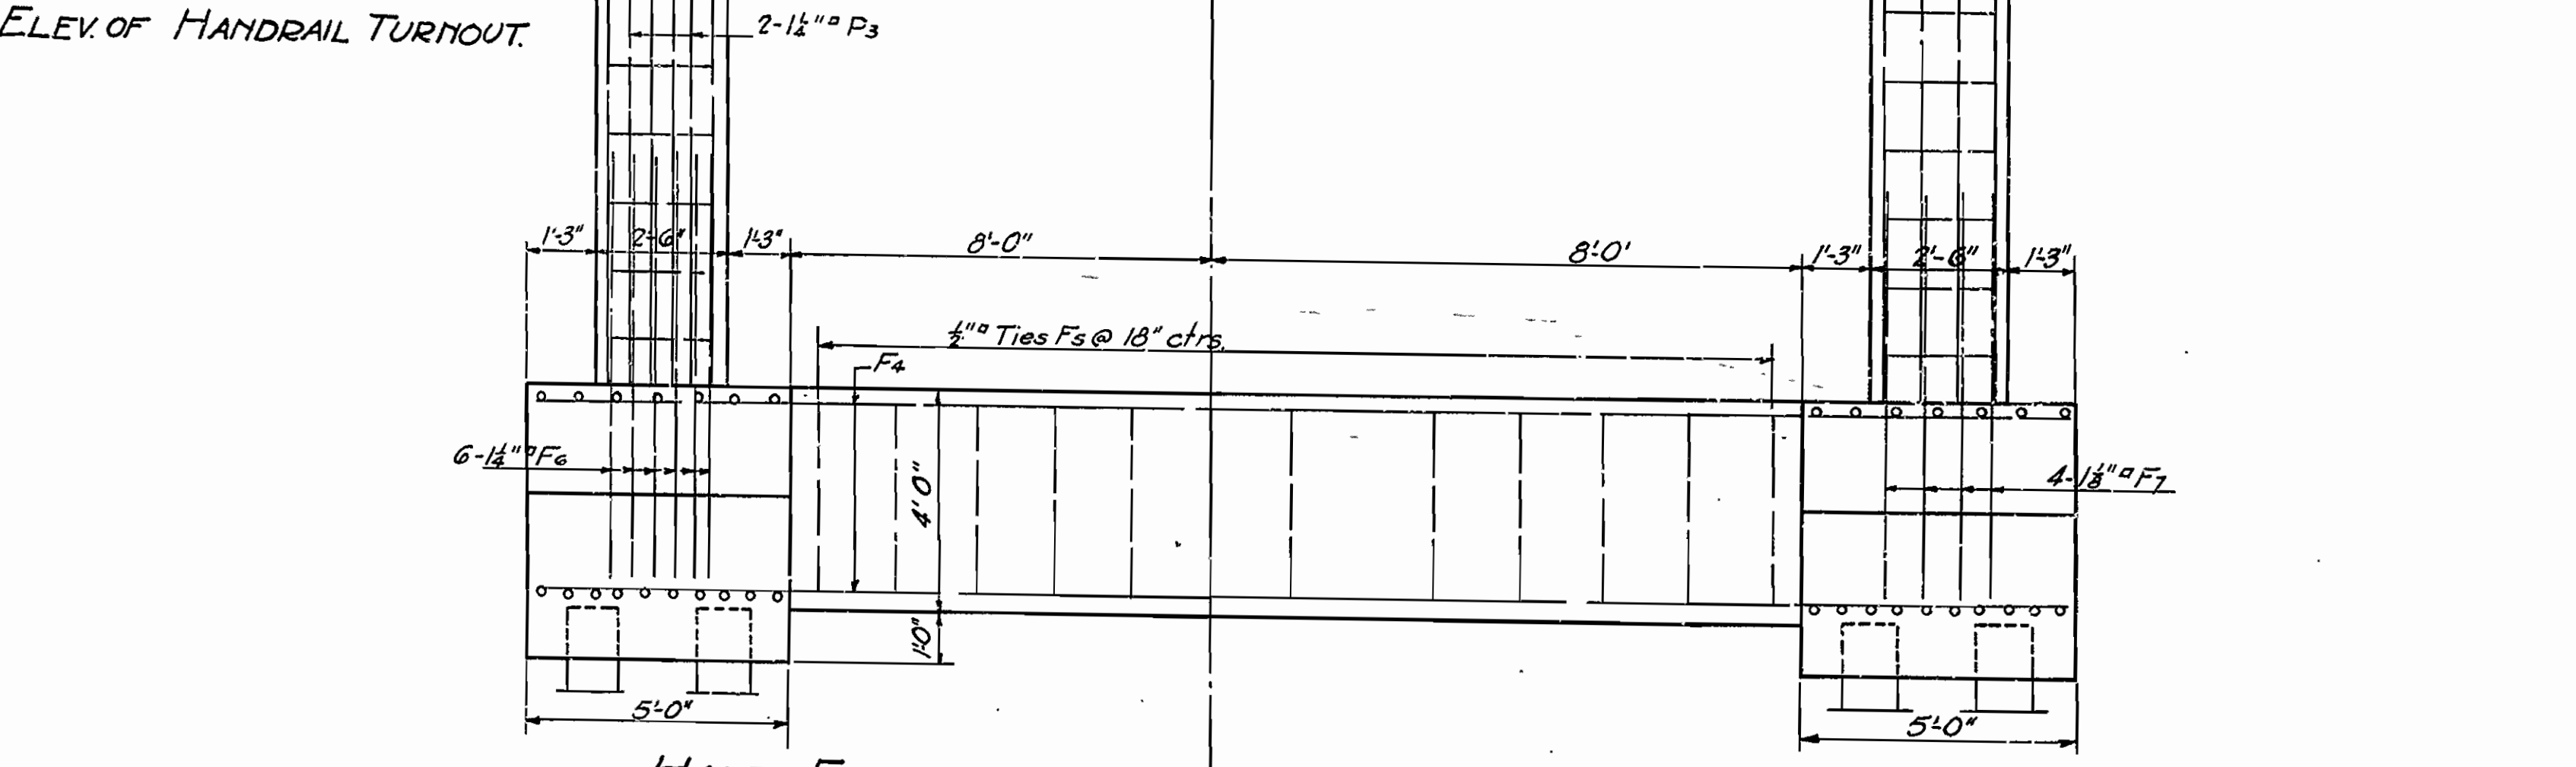 ELEV. OF HANDRAIL TURNOUT.
2-1¼"▫ P3
1'-3" 2'-6" 1'-3" 8'-0" 8'-0' 1'-3" 2'-6" 1'-3"
½"▫ Ties F5 @ 18" ctrs.
F4
6-1¼"▫ F6
4'0"
4-1⅛"▫ F7
1'0"
5'-0" 5'-0"